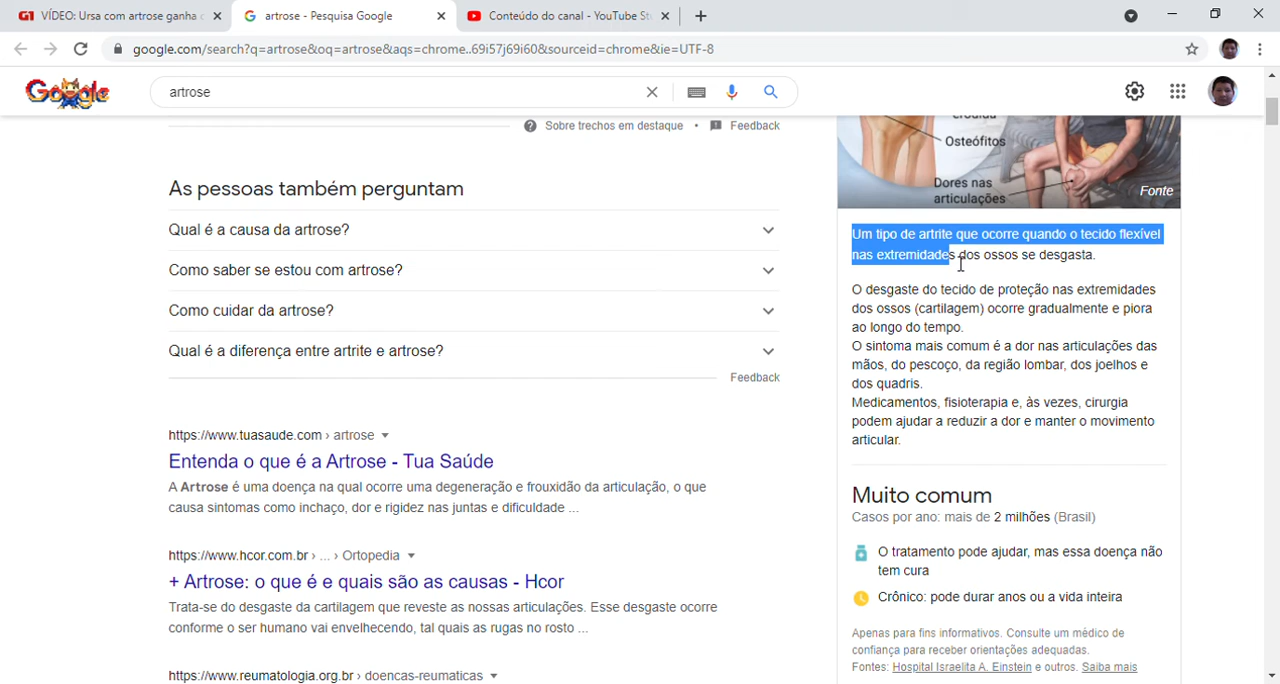 VÍDEO: Ursa com artrose ganha c
artrose - Pesquisa Google
Conteúdo do canal - YouTube St
google.com/search?q=artrose&oq=artrose&aqs=chrome..69i57j69i60&sourceid=chrome&ie=UTF-8
Google
artrose
Sobre trechos em destaque • Feedback
As pessoas também perguntam
Qual é a causa da artrose?
Como saber se estou com artrose?
Como cuidar da artrose?
Qual é a diferença entre artrite e artrose?
Feedback
https://www.tuasaude.com › artrose
Entenda o que é a Artrose - Tua Saúde
A Artrose é uma doença na qual ocorre uma degeneração e frouxidão da articulação, o que
causa sintomas como inchaço, dor e rigidez nas juntas e dificuldade ...
https://www.hcor.com.br › ... › Ortopedia
+ Artrose: o que é e quais são as causas - Hcor
Trata-se do desgaste da cartilagem que reveste as nossas articulações. Esse desgaste ocorre
conforme o ser humano vai envelhecendo, tal quais as rugas no rosto ...
https://www.reumatologia.org.br › doencas-reumaticas
Osteófitos
Dores nas
articulações
Fonte
Um tipo de artrite que ocorre quando o tecido flexível
nas extremidades dos ossos se desgasta.
O desgaste do tecido de proteção nas extremidades
dos ossos (cartilagem) ocorre gradualmente e piora
ao longo do tempo.
O sintoma mais comum é a dor nas articulações das
mãos, do pescoço, da região lombar, dos joelhos e
dos quadris.
Medicamentos, fisioterapia e, às vezes, cirurgia
podem ajudar a reduzir a dor e manter o movimento
articular.
Muito comum
Casos por ano: mais de 2 milhões (Brasil)
O tratamento pode ajudar, mas essa doença não
tem cura
Crônico: pode durar anos ou a vida inteira
Apenas para fins informativos. Consulte um médico de
confiança para receber orientações adequadas.
Fontes: Hospital Israelita A. Einstein e outros. Saiba mais